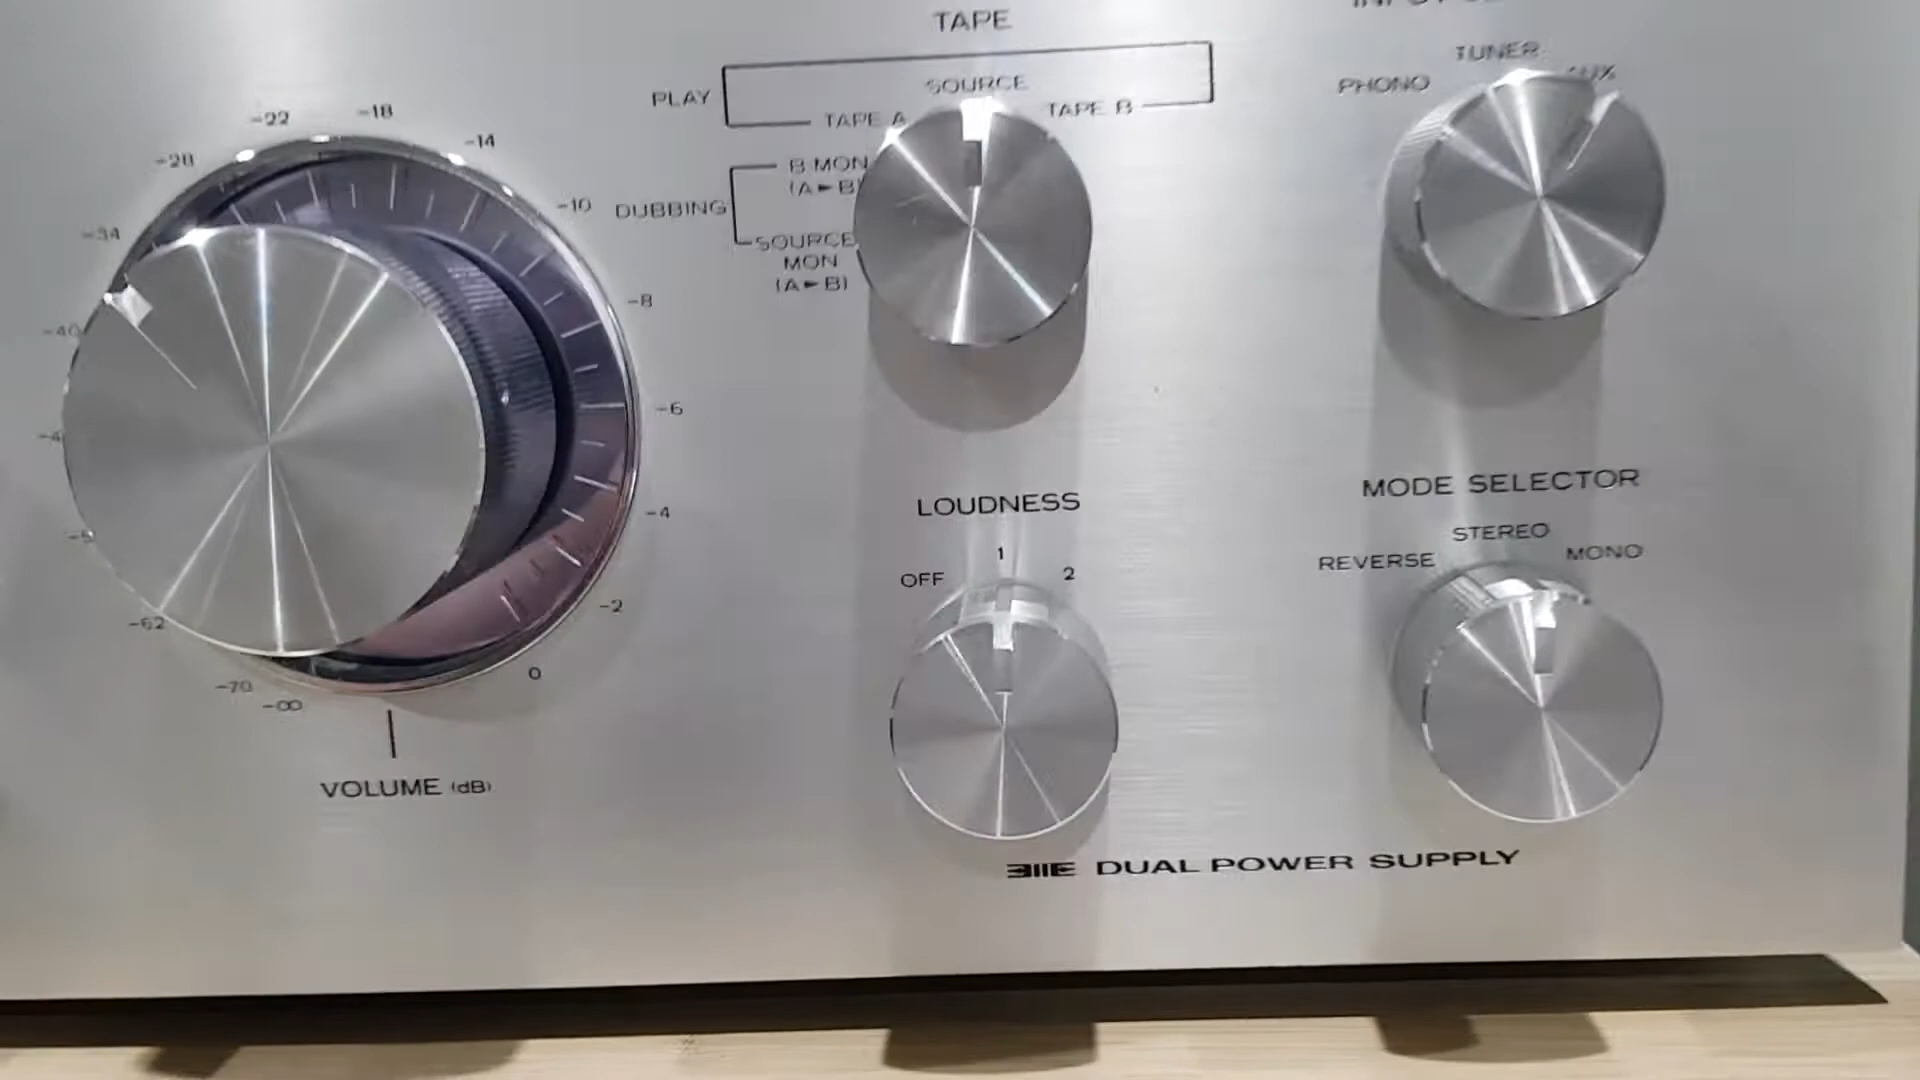 TAPE
TUNER
AUX
PHONO
SOURCE
PLAY
TAPE A
TAPE B
-22
-18
-14
-28
-10
-34
-8
-40
-6
-4
-2
-62
0
-70
-∞
VOLUME (dB)
B MON
(A►B)
DUBBING
SOURCE
MON
(A►B)
LOUDNESS
OFF
1
2
MODE SELECTOR
REVERSE
STEREO
MONO
DUAL POWER SUPPLY